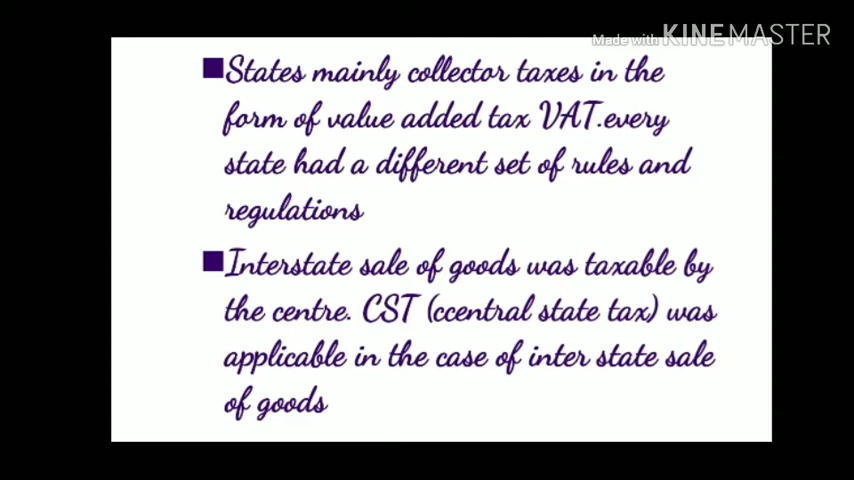 Made with KINEMASTER
States mainly collector taxes in the
form of value added tax VAT.every
state had a different set of rules and
regulations
Interstate sale of goods was taxable by
the centre. CST (ccentral state tax) was
applicable in the case of inter state sale
of goods